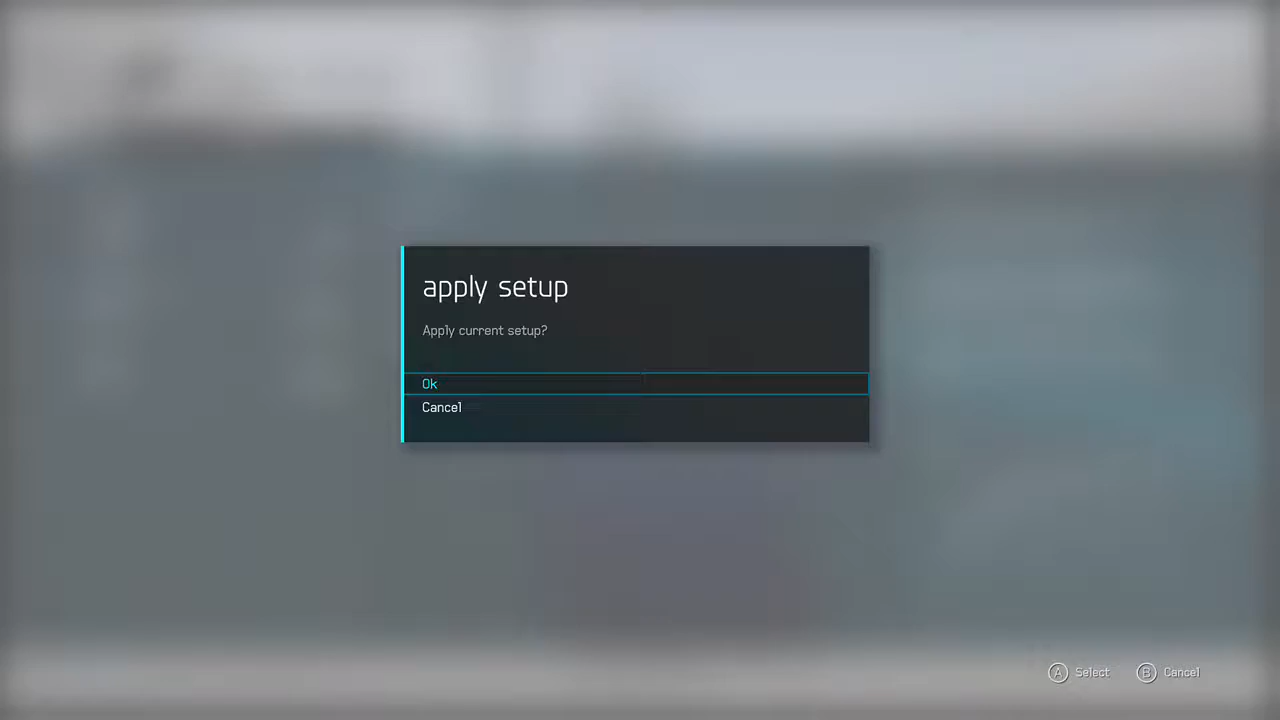 apply setup
Apply current setup?
Ok
Cancel
A Select B Cancel